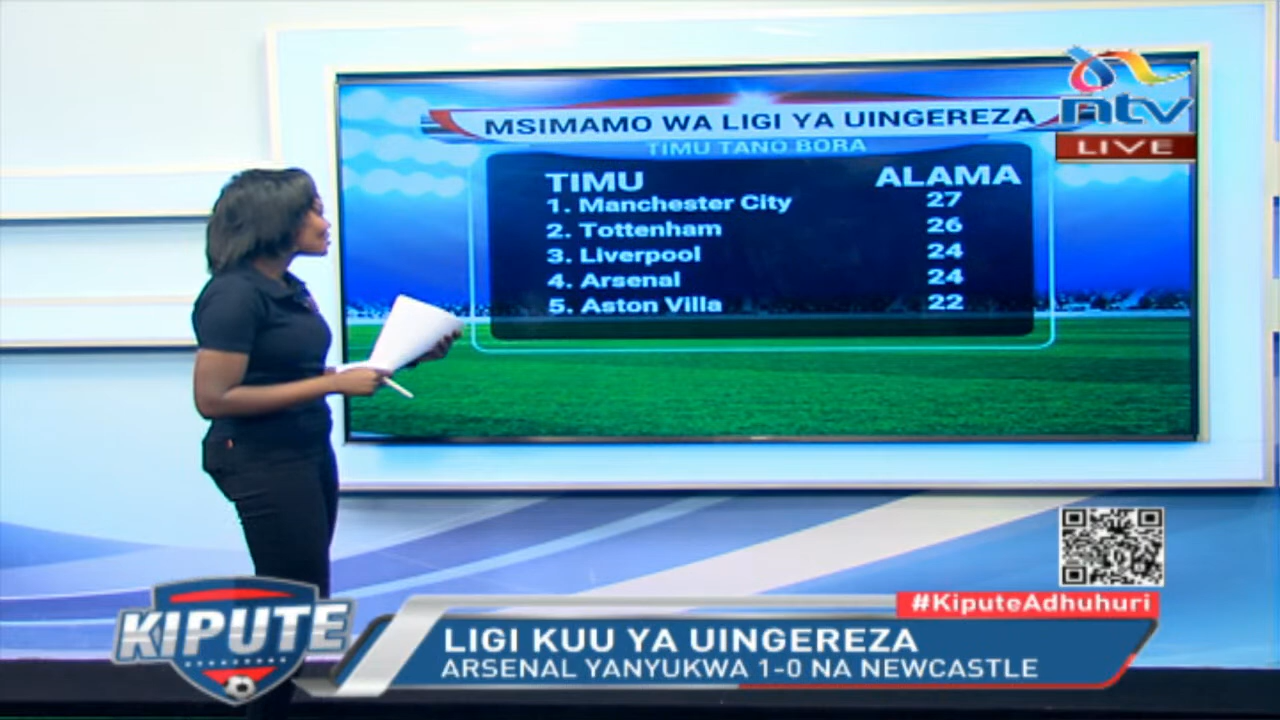 ntv
LIVE
MSIMAMO WA LIGI YA UINGEREZA
TIMU TANO BORA
TIMU ALAMA
1. Manchester City 27
2. Tottenham 26
3. Liverpool 24
4. Arsenal 24
5. Aston Villa 22
#KiputeAdhuhuri
KIPUTE
LIGI KUU YA UINGEREZA
ARSENAL YANYUKWA 1-0 NA NEWCASTLE